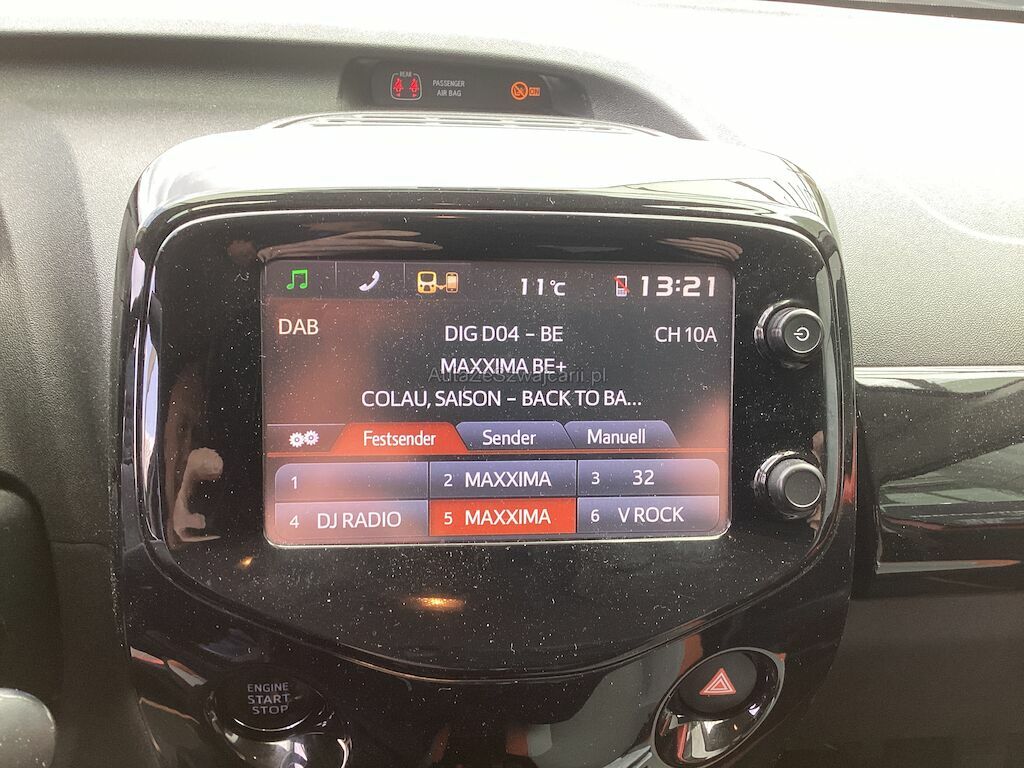 REAR
PASSENGER
AIR BAG
ON
11°C
13:21
DAB
DIG D04 – BE
CH 10A
MAXXIMA BE+
AutazeSzwajcarii.pl
COLAU, SAISON – BACK TO BA...
Festsender
Sender
Manuell
1
2 MAXXIMA
3 32
4 DJ RADIO
5 MAXXIMA
6 V ROCK
ENGINE
START
STOP